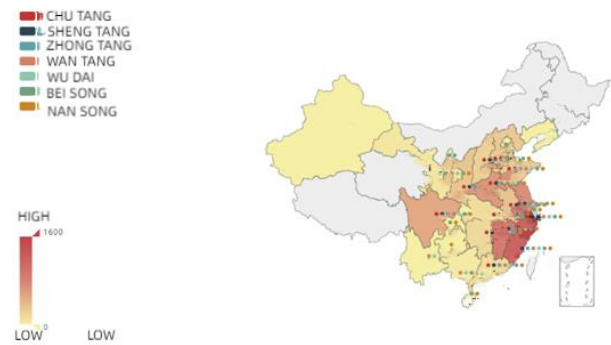 CHU TANG
SHENG TANG
ZHONG TANG
WAN TANG
WU DAI
BEI SONG
NAN SONG
HIGH
1600
0
LOW LOW